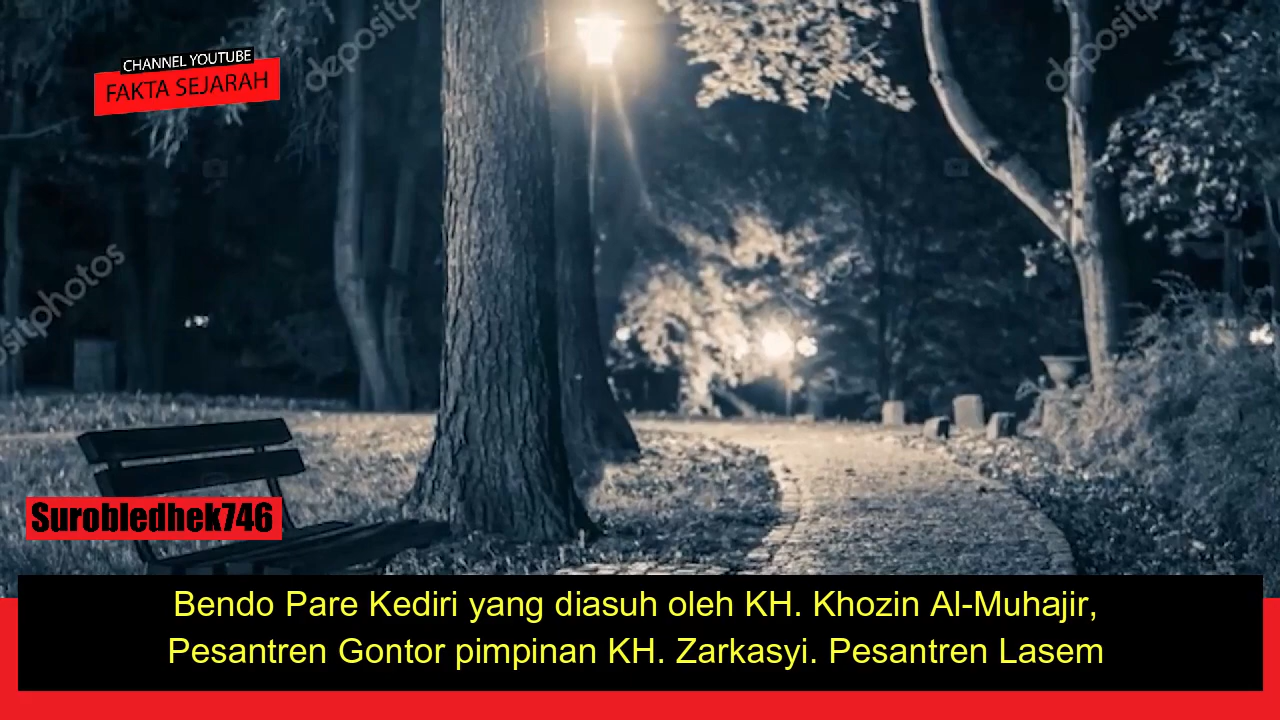 depositphotos
CHANNEL YOUTUBE
FAKTA SEJARAH
Surobledhek746
Bendo Pare Kediri yang diasuh oleh KH. Khozin Al-Muhajir,
Pesantren Gontor pimpinan KH. Zarkasyi. Pesantren Lasem